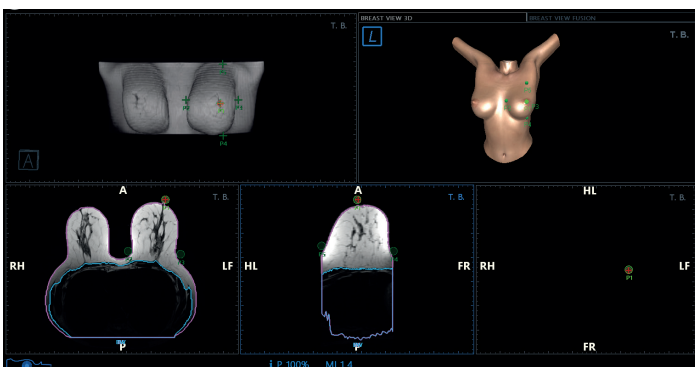 T. B.
P4
A
BREAST VIEW 3D
BREAST VIEW FUSION
L
T. B.
A
T. B.
RH
LF
P
A
T. B.
HL
FR
HL
T. B.
RH
LF
P1
FR
P 100% MI 1.4